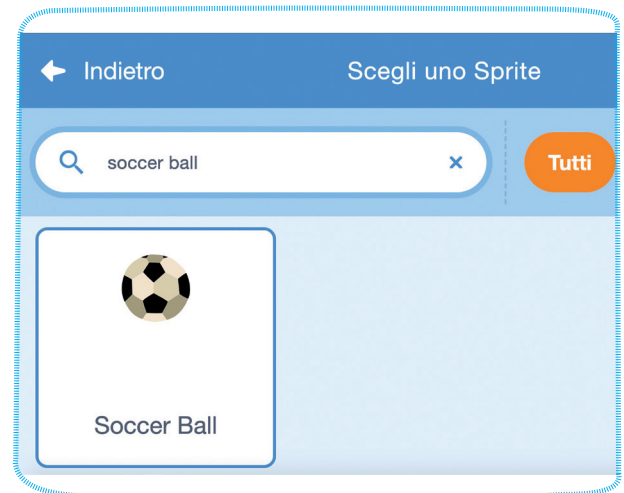 Indietro Scegli uno Sprite
soccer ball × Tutti
Soccer Ball